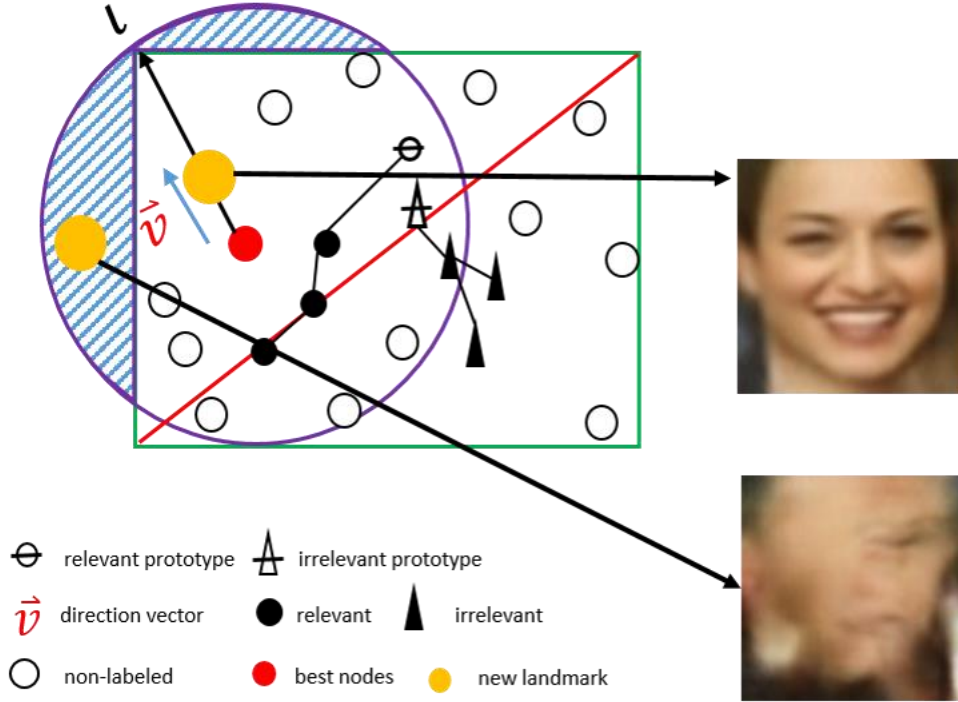 l
v⃗
relevant prototype
irrelevant prototype
v⃗ direction vector
relevant
irrelevant
non-labeled
best nodes
new landmark